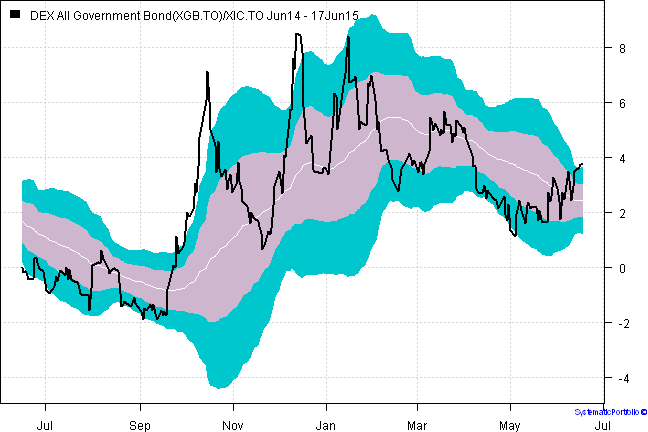 DEX All Government Bond(XGB.TO)/XIC.TO Jun14 - 17Jun15
8
6
4
2
0
-2
-4
Jul Sep Nov Jan Mar May Jul
SystematicPortfolio ©